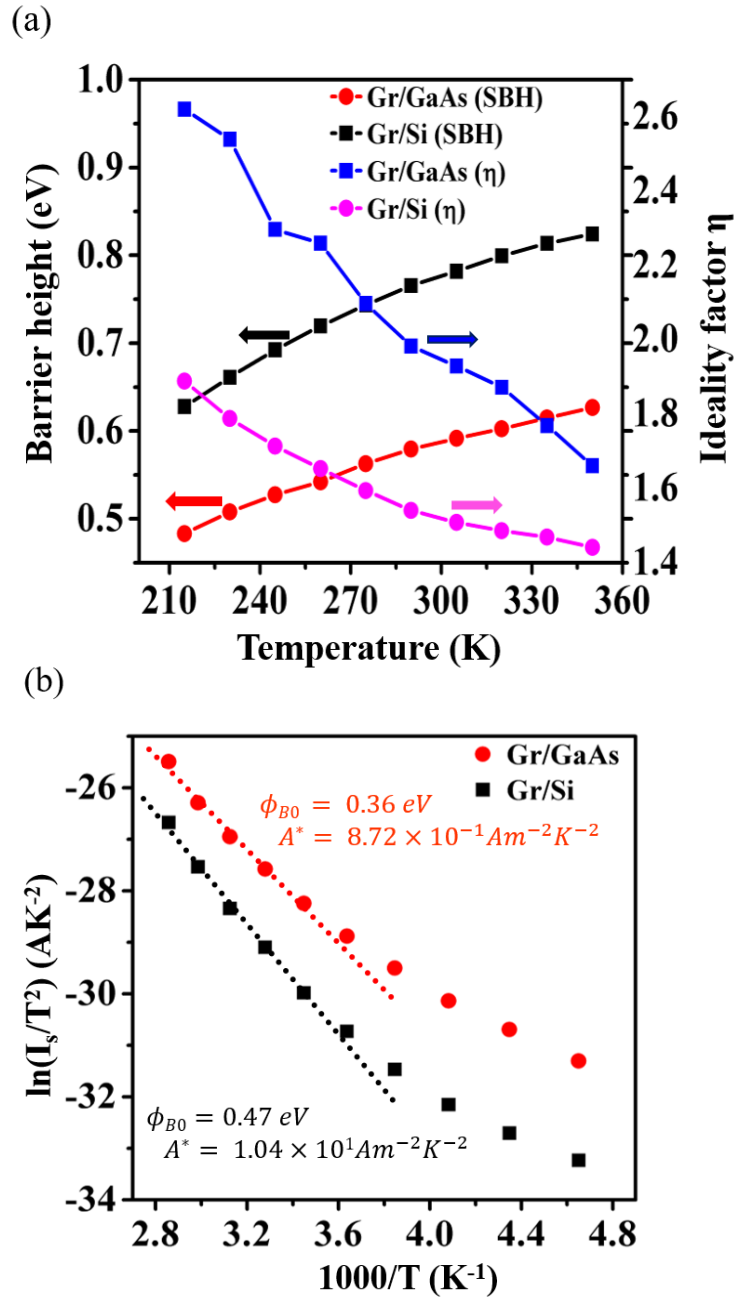 (a)
Gr/GaAs (SBH)
Gr/Si (SBH)
Gr/GaAs (η)
Gr/Si (η)
Barrier height (eV)
1.0
0.9
0.8
0.7
0.6
0.5
Ideality factor η
2.6
2.4
2.2
2.0
1.8
1.6
1.4
210 240 270 300 330 360
Temperature (K)
(b)
Gr/GaAs
Gr/Si
ϕ_B0 = 0.36 eV
A* = 8.72 × 10⁻¹Am⁻²K⁻²
ϕ_B0 = 0.47 eV
A* = 1.04 × 10¹Am⁻²K⁻²
ln(Iₛ/T²) (AK⁻²)
-26
-28
-30
-32
-34
2.8 3.2 3.6 4.0 4.4 4.8
1000/T (K⁻¹)